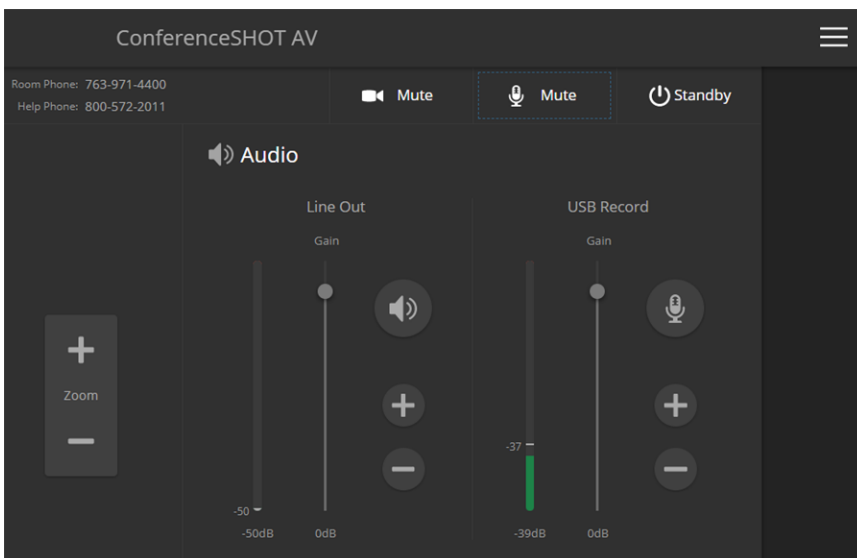 ConferenceSHOT AV
Room Phone: 763-971-4400
Help Phone: 800-572-2011
Mute
Mute
Standby
Audio
Line Out
USB Record
Gain
Gain
Zoom
-37
-50
-50dB
0dB
-39dB
0dB